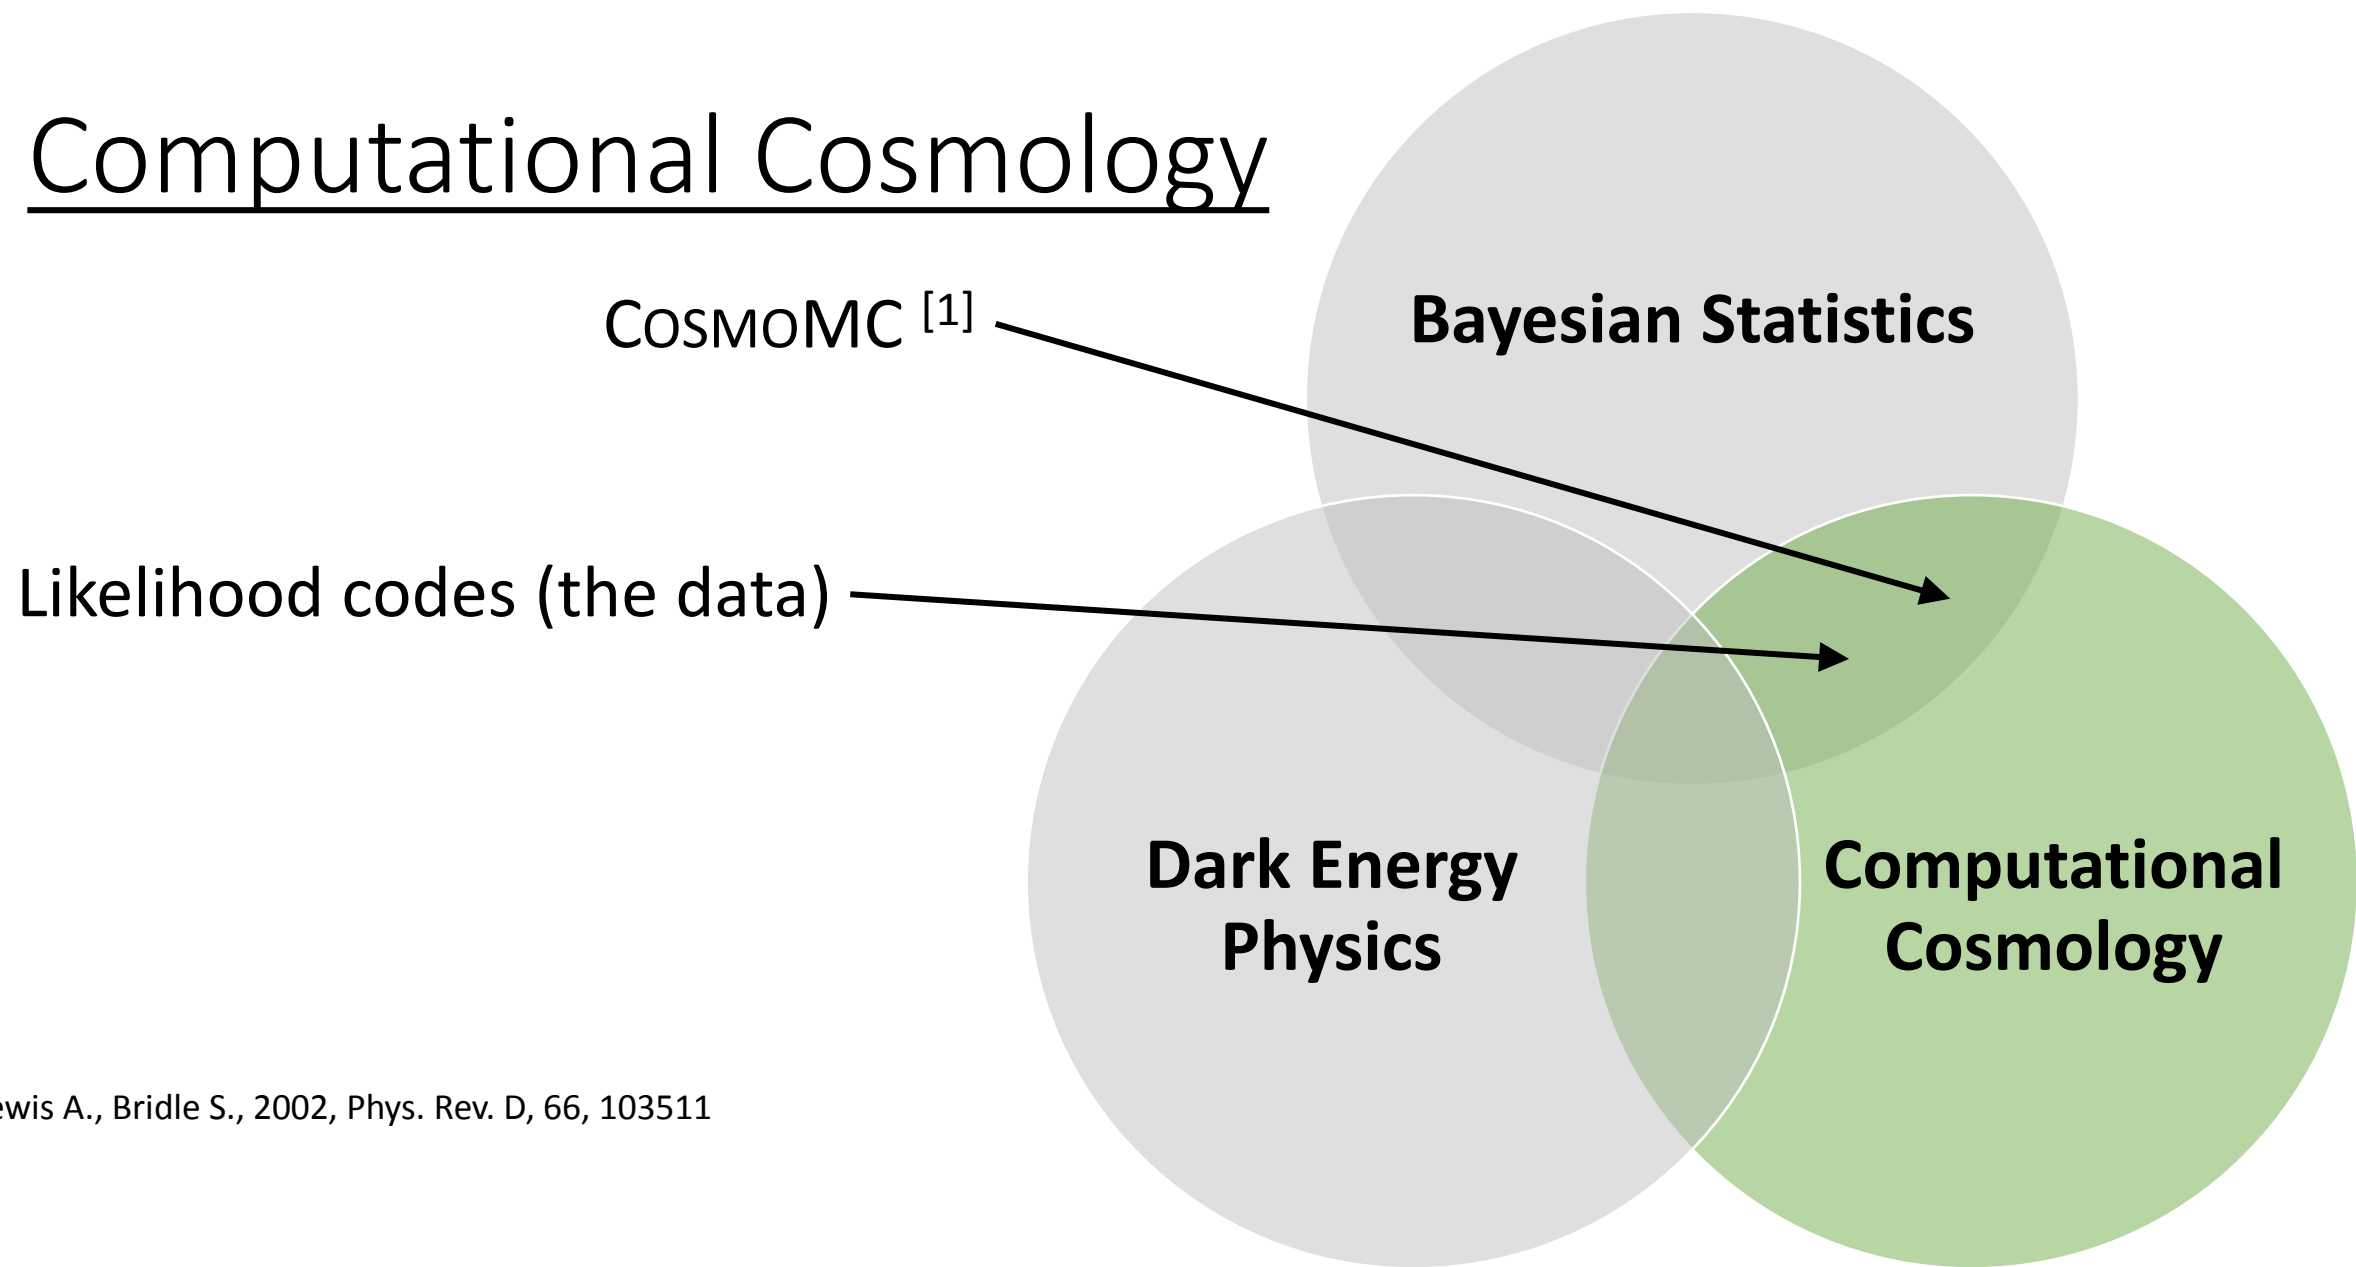 Computational Cosmology
COSMOMC [1]
Bayesian Statistics
Likelihood codes (the data)
Dark Energy
Physics
Computational
Cosmology
A., Bridle S., 2002, Phys. Rev. D, 66, 103511